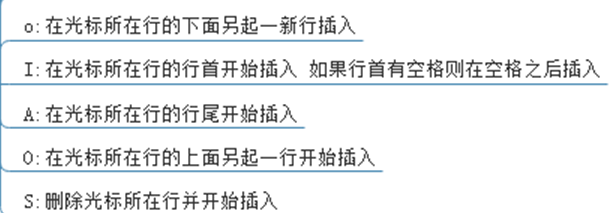 o:在光标所在行的下面另起一新行插入
I:在光标所在行的行首开始插入 如果行首有空格则在空格之后插入
A:在光标所在行的行尾开始插入
O:在光标所在行的上面另起一行开始插入
S:删除光标所在行并开始插入